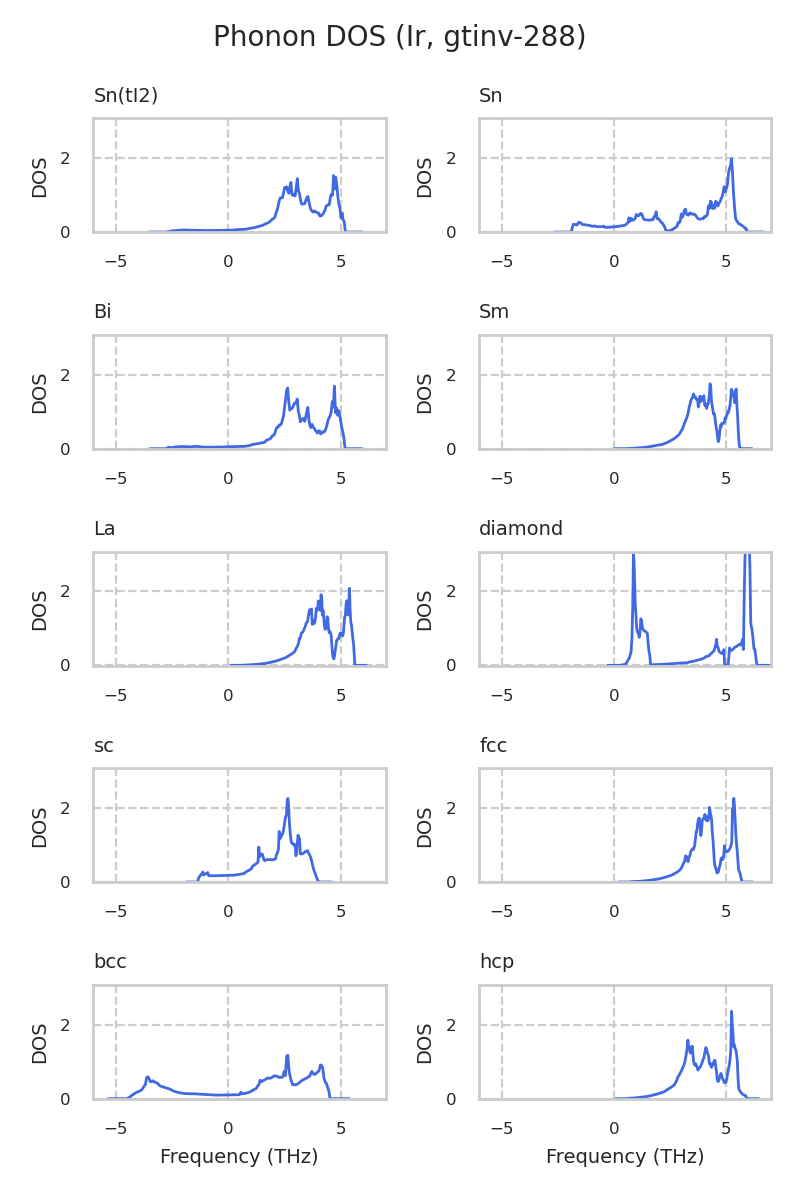 Phonon DOS (Ir, gtinv-288)
Sn(tI2)
DOS
2
0
−5 0 5
Sn
DOS
2
0
−5 0 5
Bi
DOS
2
0
−5 0 5
Sm
DOS
2
0
−5 0 5
La
DOS
2
0
−5 0 5
diamond
DOS
2
0
−5 0 5
sc
DOS
2
0
−5 0 5
fcc
DOS
2
0
−5 0 5
bcc
DOS
2
0
−5 0 5
Frequency (THz)
hcp
DOS
2
0
−5 0 5
Frequency (THz)